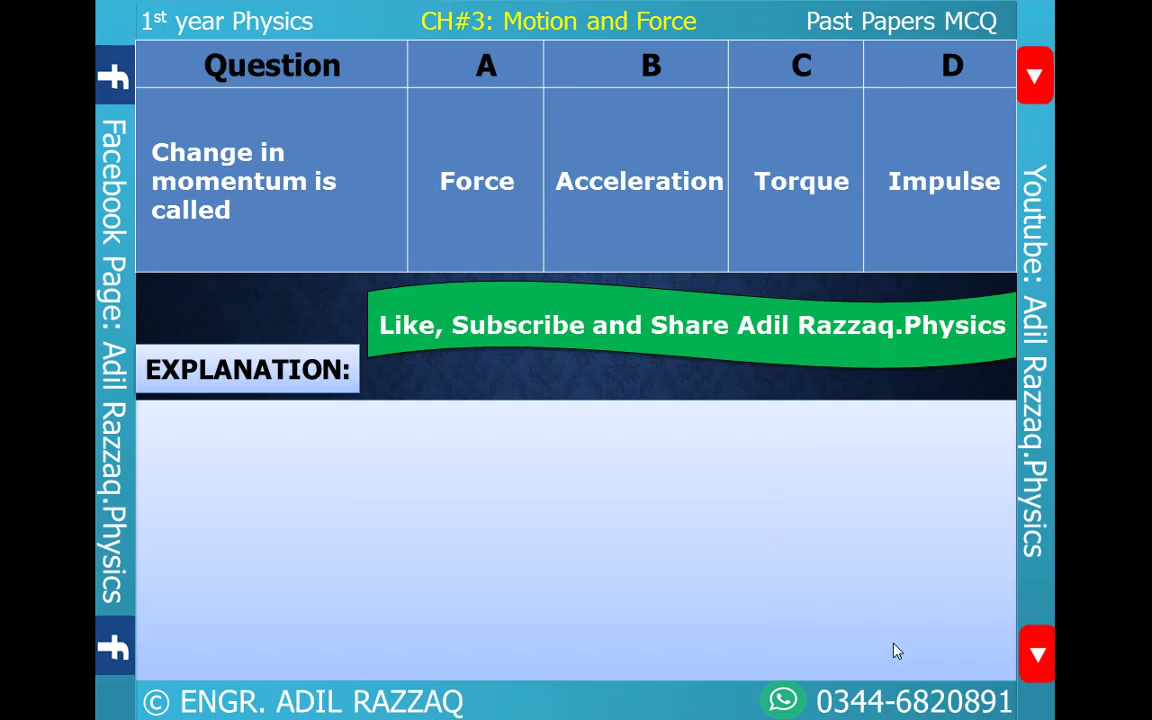 1st year Physics CH#3: Motion and Force Past Papers MCQ
Question A B C D
Change in
momentum is
called
Force Acceleration Torque Impulse
Like, Subscribe and Share Adil Razzaq.Physics
EXPLANATION:
Facebook Page: Adil Razzaq.Physics
Youtube: Adil Razzaq.Physics
© ENGR. ADIL RAZZAQ 0344-6820891